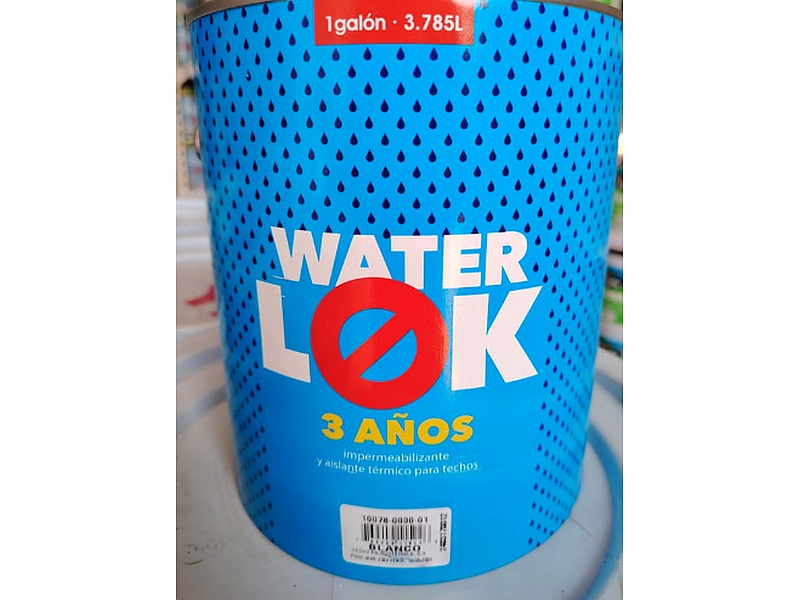 1galón · 3.785L
WATER
LOK
3 AÑOS
impermeabilizante
y aislante térmico para techos
BLANCO